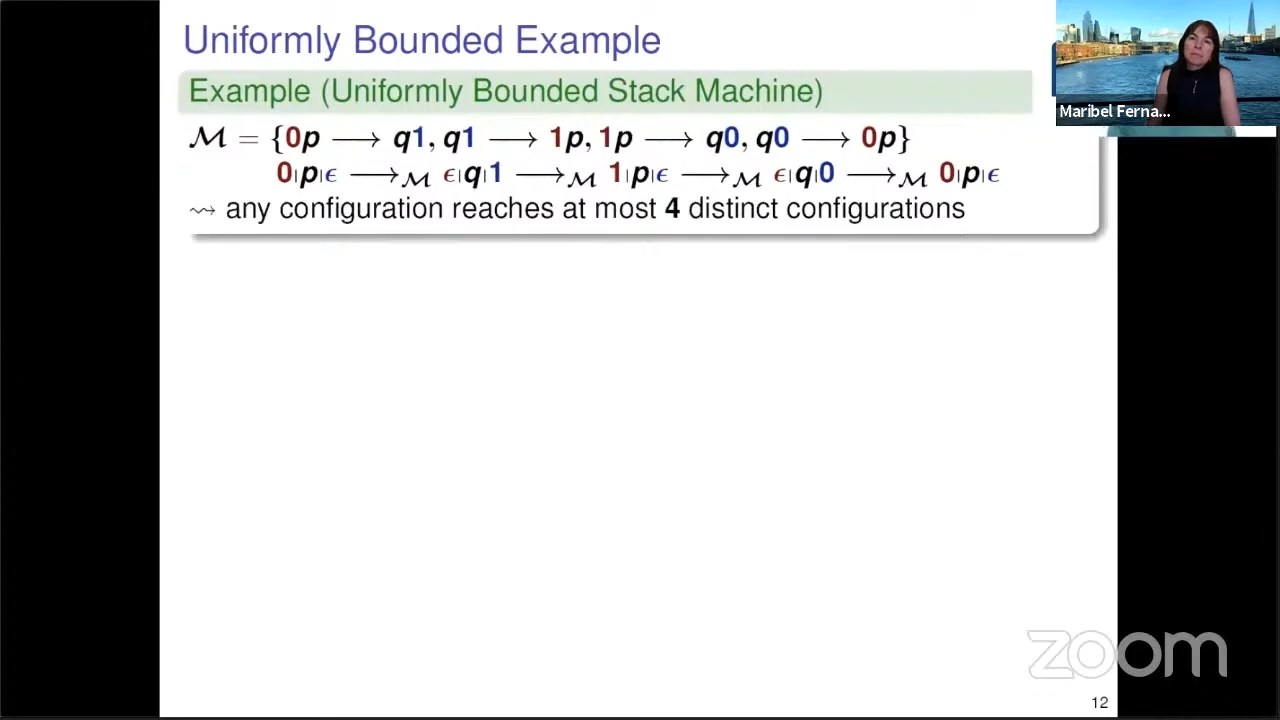 Uniformly Bounded Example
Example (Uniformly Bounded Stack Machine)
ℳ = {0p ⟶ q1, q1 ⟶ 1p, 1p ⟶ q0, q0 ⟶ 0p}
0|p|ϵ ⟶ℳ ϵ|q|1 ⟶ℳ 1|p|ϵ ⟶ℳ ϵ|q|0 ⟶ℳ 0|p|ϵ
⇝ any configuration reaches at most 4 distinct configurations
Maribel Ferna...
zoom
12